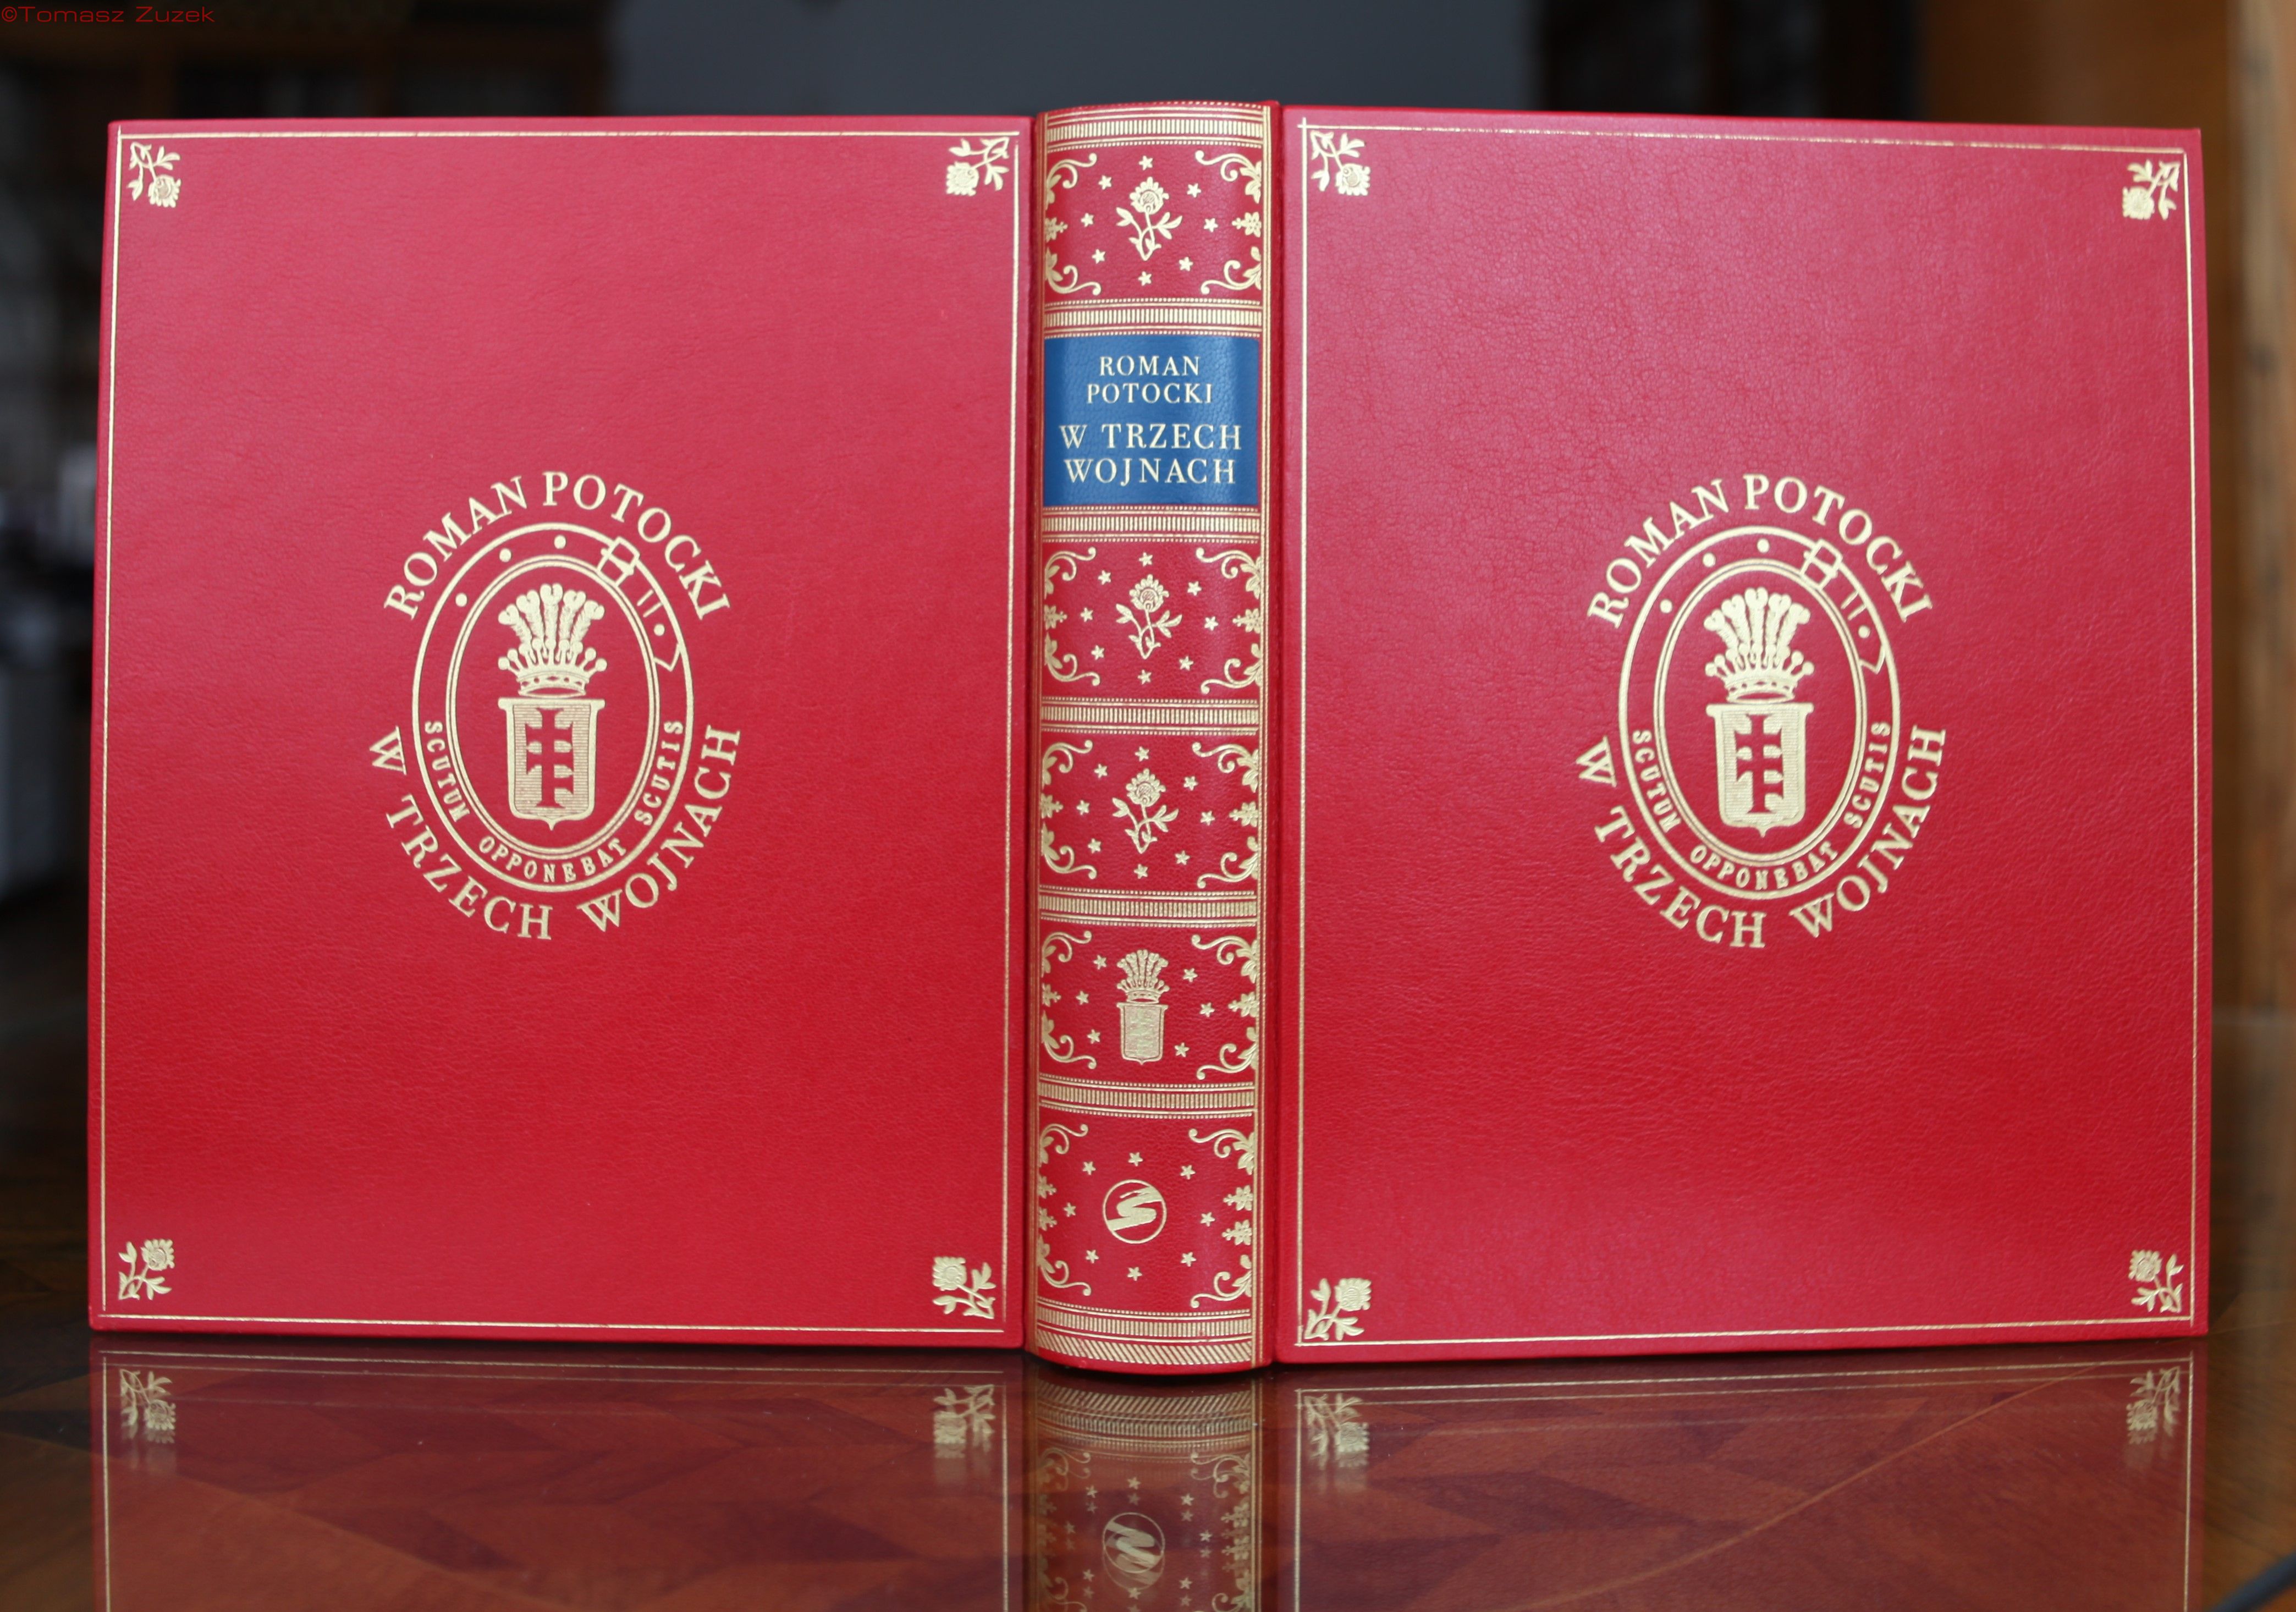 ©Tomasz Zuzek
ROMAN POTOCKI
SCUTUM OPPONEBAT SCUTIS
W TRZECH WOJNACH
ROMAN
POTOCKI
W TRZECH
WOJNACH
ROMAN POTOCKI
SCUTUM OPPONEBAT SCUTIS
W TRZECH WOJNACH